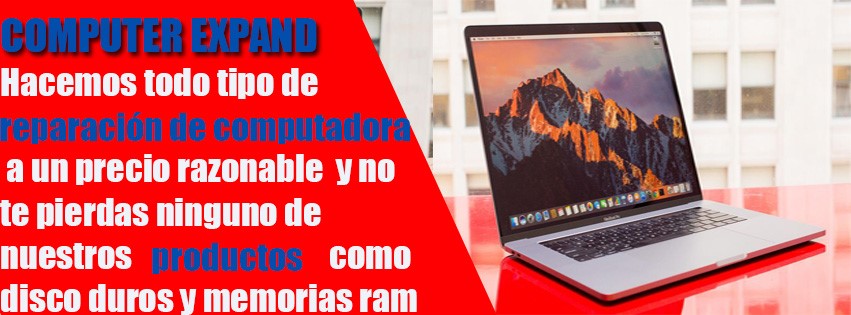 COMPUTER EXPAND
Hacemos todo tipo de
reparación de computadora
a un precio razonable y no
te pierdas ninguno de
nuestros productos como
disco duros y memorias ram